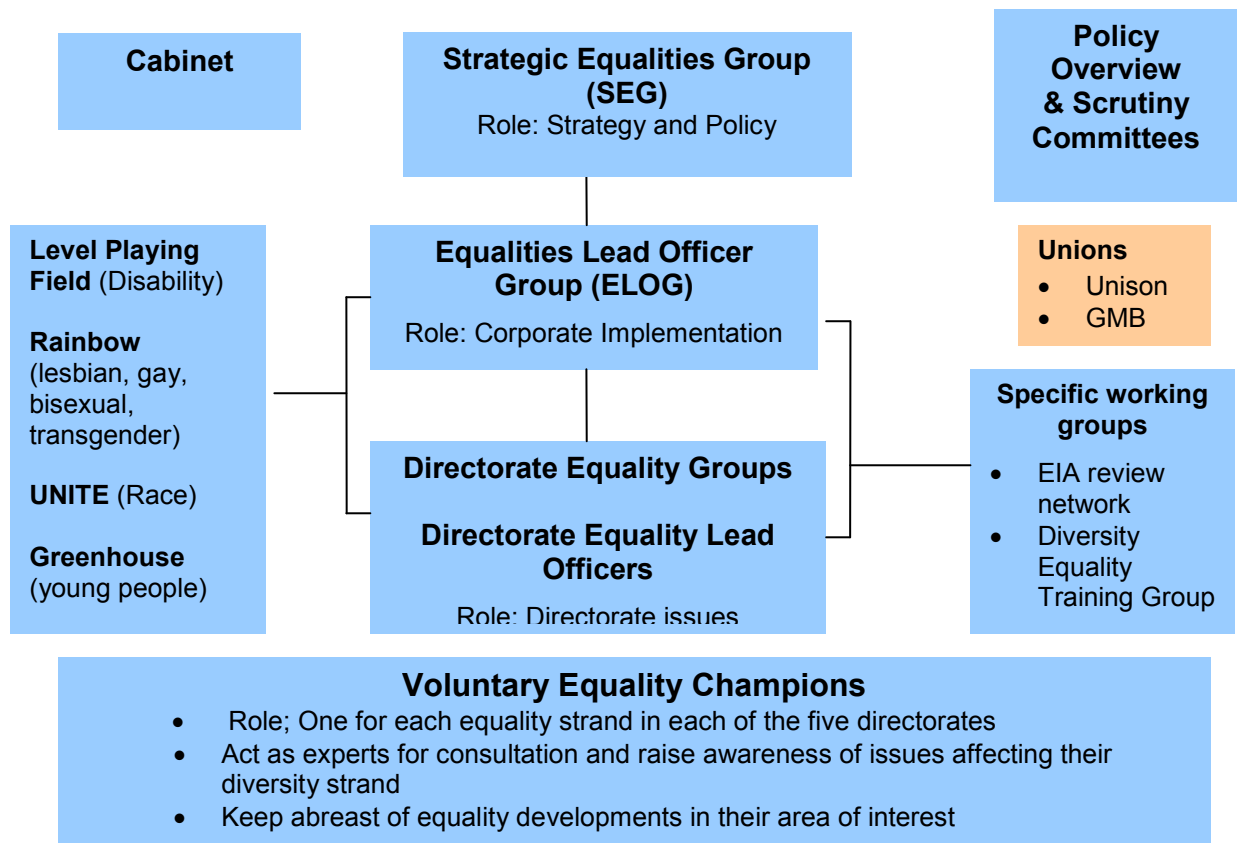 Cabinet
Strategic Equalities Group
(SEG)
Role: Strategy and Policy
Policy
Overview
& Scrutiny
Committees
Level Playing
Field (Disability)
Rainbow
(lesbian, gay,
bisexual,
transgender)
UNITE (Race)
Greenhouse
(young people)
Equalities Lead Officer
Group (ELOG)
Role: Corporate Implementation
Directorate Equality Groups
Directorate Equality Lead
Officers
Role: Directorate issues
Unions
• Unison
• GMB
Specific working
groups
• EIA review
network
• Diversity
Equality
Training Group
Voluntary Equality Champions
• Role; One for each equality strand in each of the five directorates
• Act as experts for consultation and raise awareness of issues affecting their
diversity strand
• Keep abreast of equality developments in their area of interest